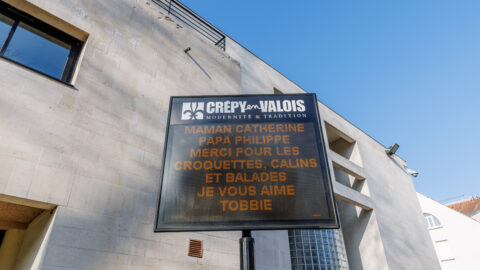 CRÉPY en VALOIS
MODERNITÉ & TRADITION
MAMAN CATHERINE
PAPA PHILIPPE
MERCI POUR LES
CROQUETTES, CALINS
ET BALADES
JE VOUS AIME
TOBBIE